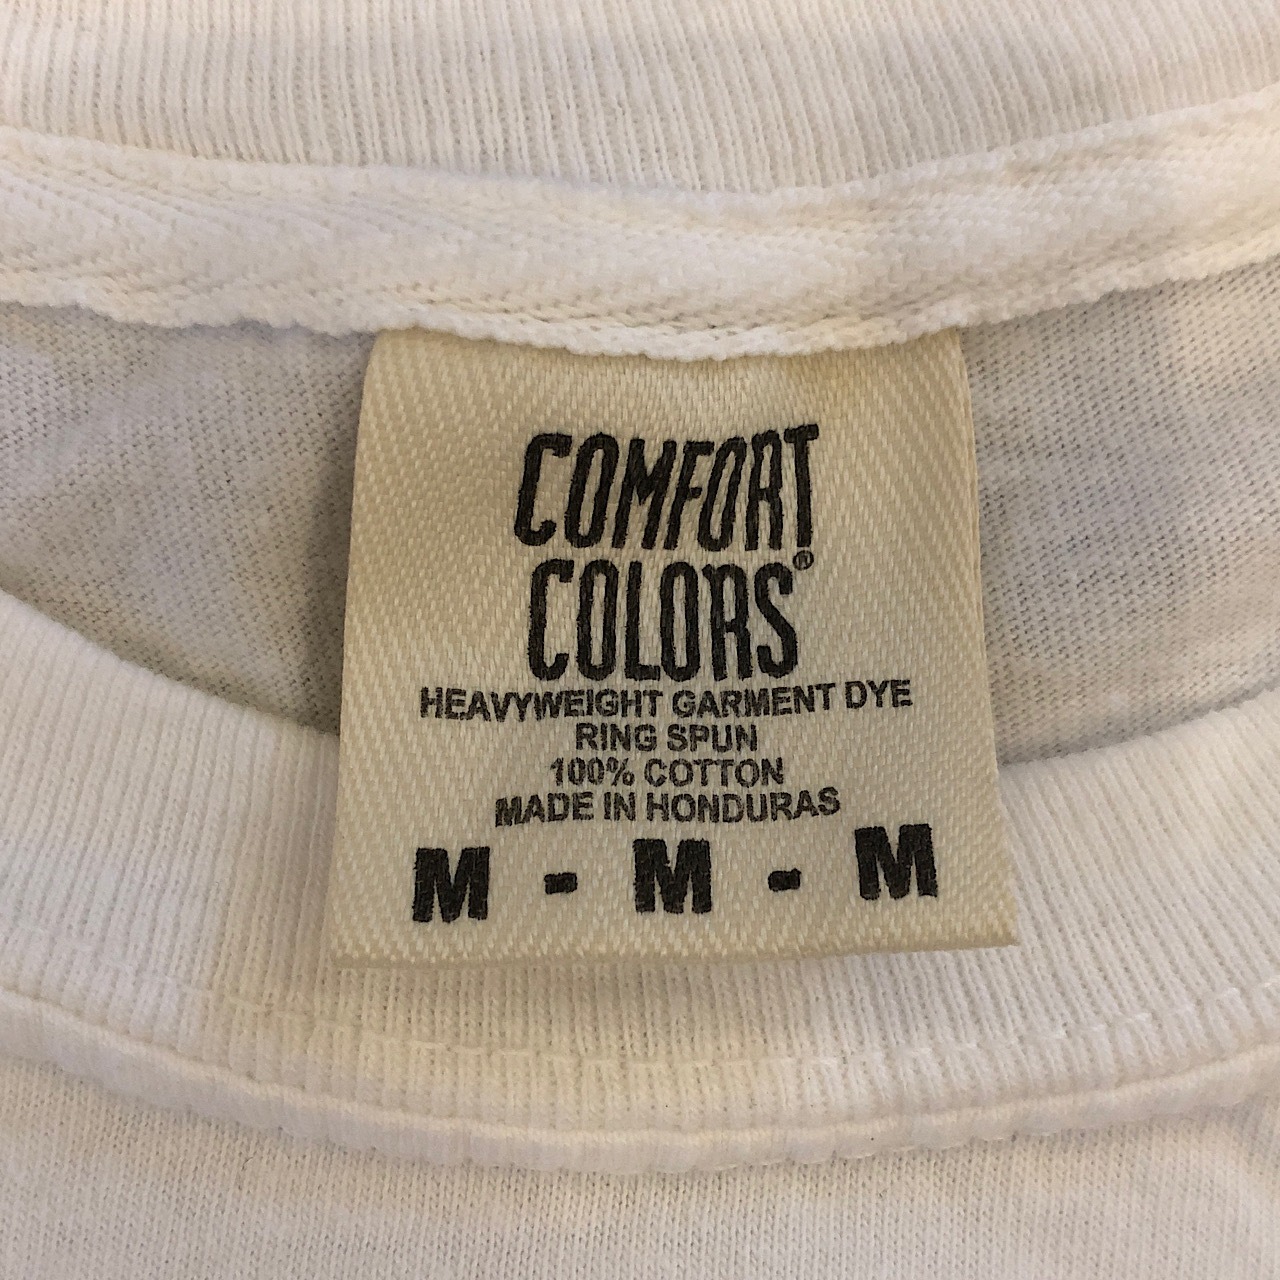 COMFORT
COLORS®
HEAVYWEIGHT GARMENT DYE
RING SPUN
100% COTTON
MADE IN HONDURAS
M - M - M